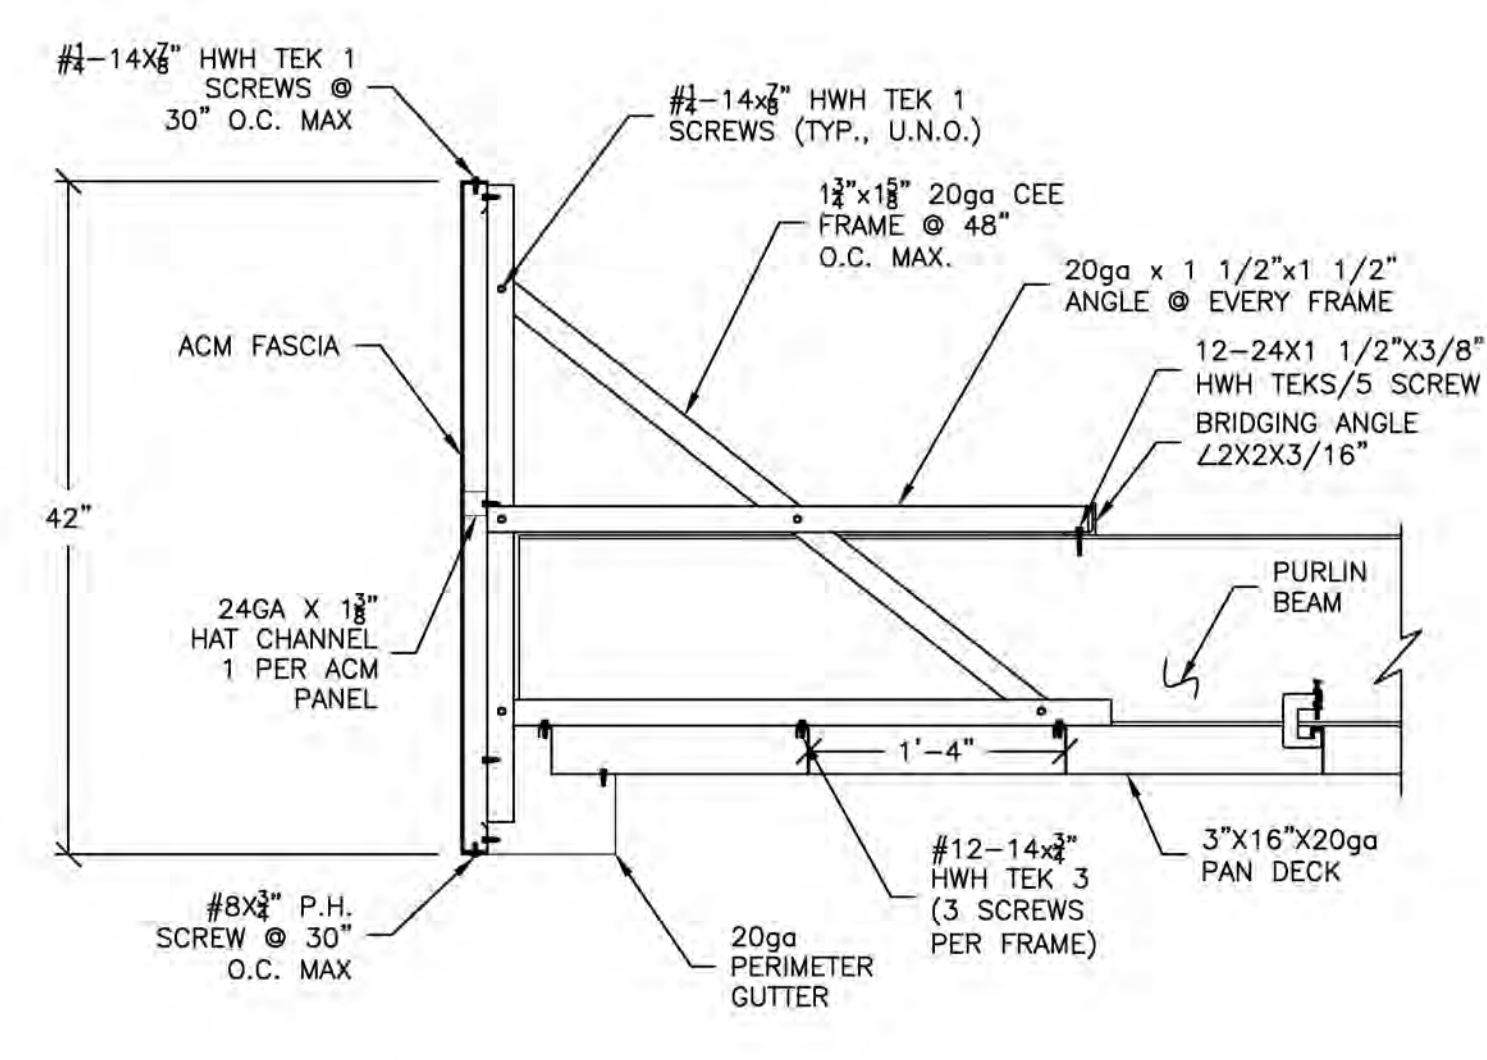 #1/4-14X7/8" HWH TEK 1
SCREWS @
30" O.C. MAX
#1/4-14x7/8" HWH TEK 1
SCREWS (TYP., U.N.O.)
1 3/4"x1 5/8" 20ga CEE
FRAME @ 48"
O.C. MAX.
20ga x 1 1/2"x1 1/2"
ANGLE @ EVERY FRAME
12-24X1 1/2"X3/8"
HWH TEKS/5 SCREW
BRIDGING ANGLE
∠2X2X3/16"
ACM FASCIA
42"
24GA X 1 3/8"
HAT CHANNEL
1 PER ACM
PANEL
PURLIN
BEAM
1'-4"
#12-14x3/4"
HWH TEK 3
(3 SCREWS
PER FRAME)
3"X16"X20ga
PAN DECK
#8X3/4" P.H.
SCREW @ 30"
O.C. MAX
20ga
PERIMETER
GUTTER